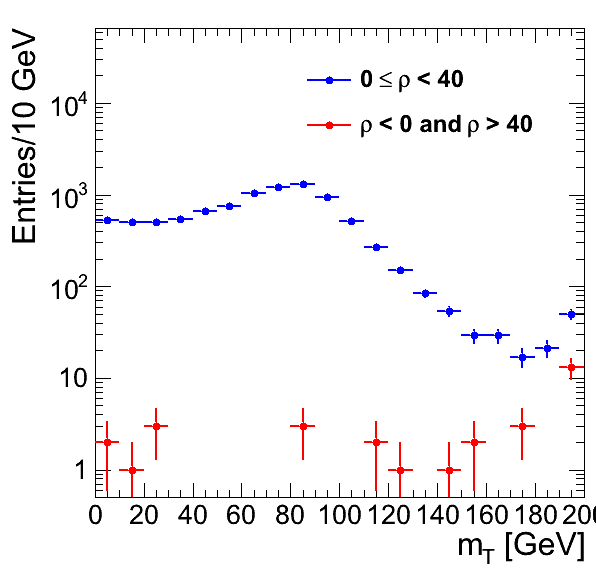 Entries/10 GeV
0 ≤ ρ < 40
ρ < 0 and ρ > 40
10⁴
10³
10²
10
1
0 20 40 60 80 100 120 140 160 180 200
m_T [GeV]